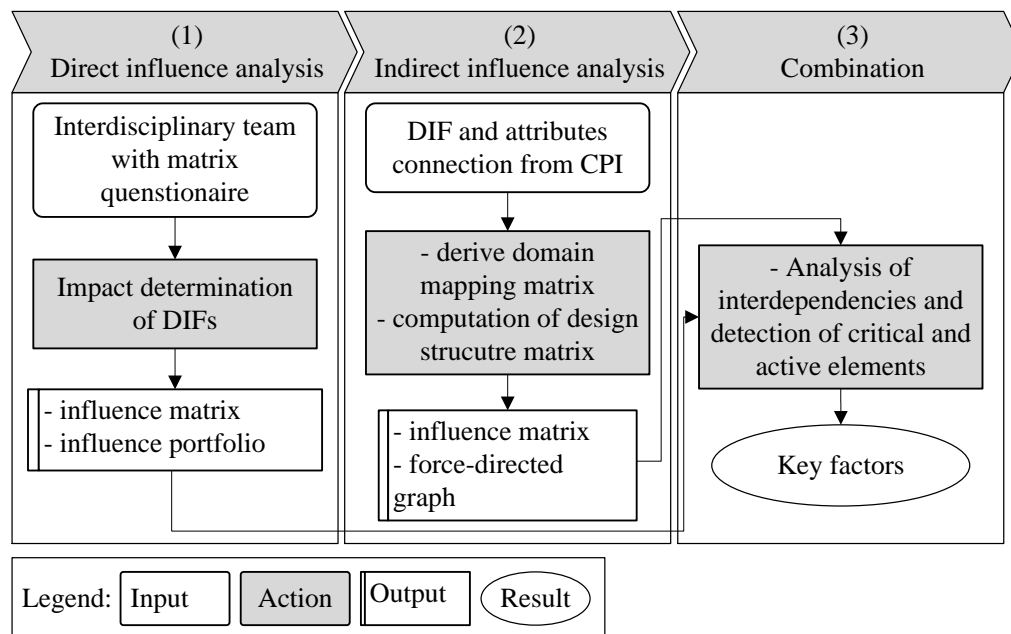 (1)
Direct influence analysis
(2)
Indirect influence analysis
(3)
Combination
Interdisciplinary team
with matrix
quenstionaire
Impact determination
of DIFs
- influence matrix
- influence portfolio
DIF and attributes
connection from CPI
- derive domain
mapping matrix
- computation of design
strucutre matrix
- influence matrix
- force-directed
graph
- Analysis of
interdependencies and
detection of critical and
active elements
Key factors
Legend:
Input
Action
Output
Result